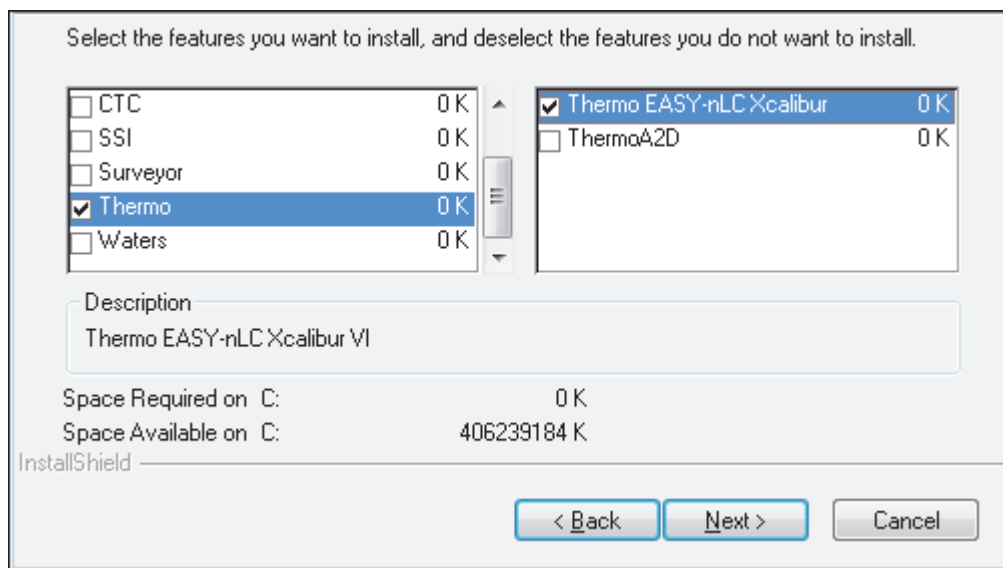 Select the features you want to install, and deselect the features you do not want to install.
CTC 0 K
SSI 0 K
Surveyor 0 K
Thermo 0 K
Waters 0 K
Thermo EASY-nLC Xcalibur 0 K
ThermoA2D 0 K
Description
Thermo EASY-nLC Xcalibur VI
Space Required on C: 0 K
Space Available on C: 406239184 K
InstallShield
< Back Next > Cancel